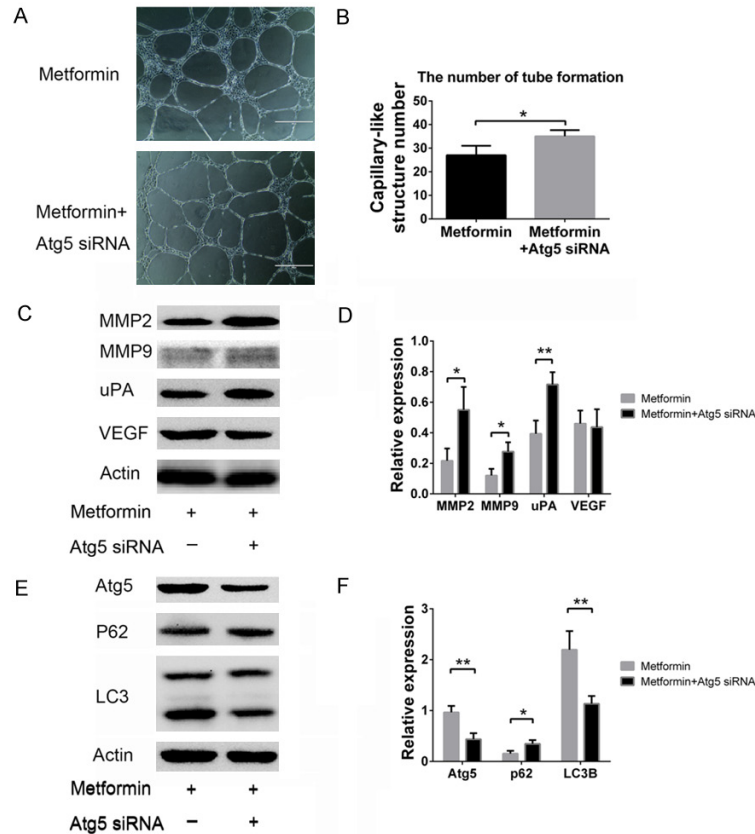 A
Metformin
Metformin+
Atg5 siRNA
B
The number of tube formation
Capillary-like
structure number
50
40
30
20
10
0
*
Metformin
Metformin
+Atg5 siRNA
C
MMP2
MMP9
uPA
VEGF
Actin
Metformin + +
Atg5 siRNA – +
D
Relative expression
1.0
0.8
0.6
0.4
0.2
0.0
*
*
**
MMP2 MMP9 uPA VEGF
Metformin
Metformin+Atg5 siRNA
E
Atg5
P62
LC3
Actin
Metformin + +
Atg5 siRNA – +
F
Relative expression
3
2
1
0
**
*
**
Atg5 p62 LC3B
Metformin
Metformin+Atg5 siRNA